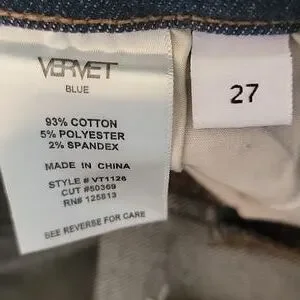 VERVET
BLUE
93% COTTON
5% POLYESTER
2% SPANDEX
MADE IN CHINA
STYLE # VT1126
CUT #50369
RN# 125813
SEE REVERSE FOR CARE
27